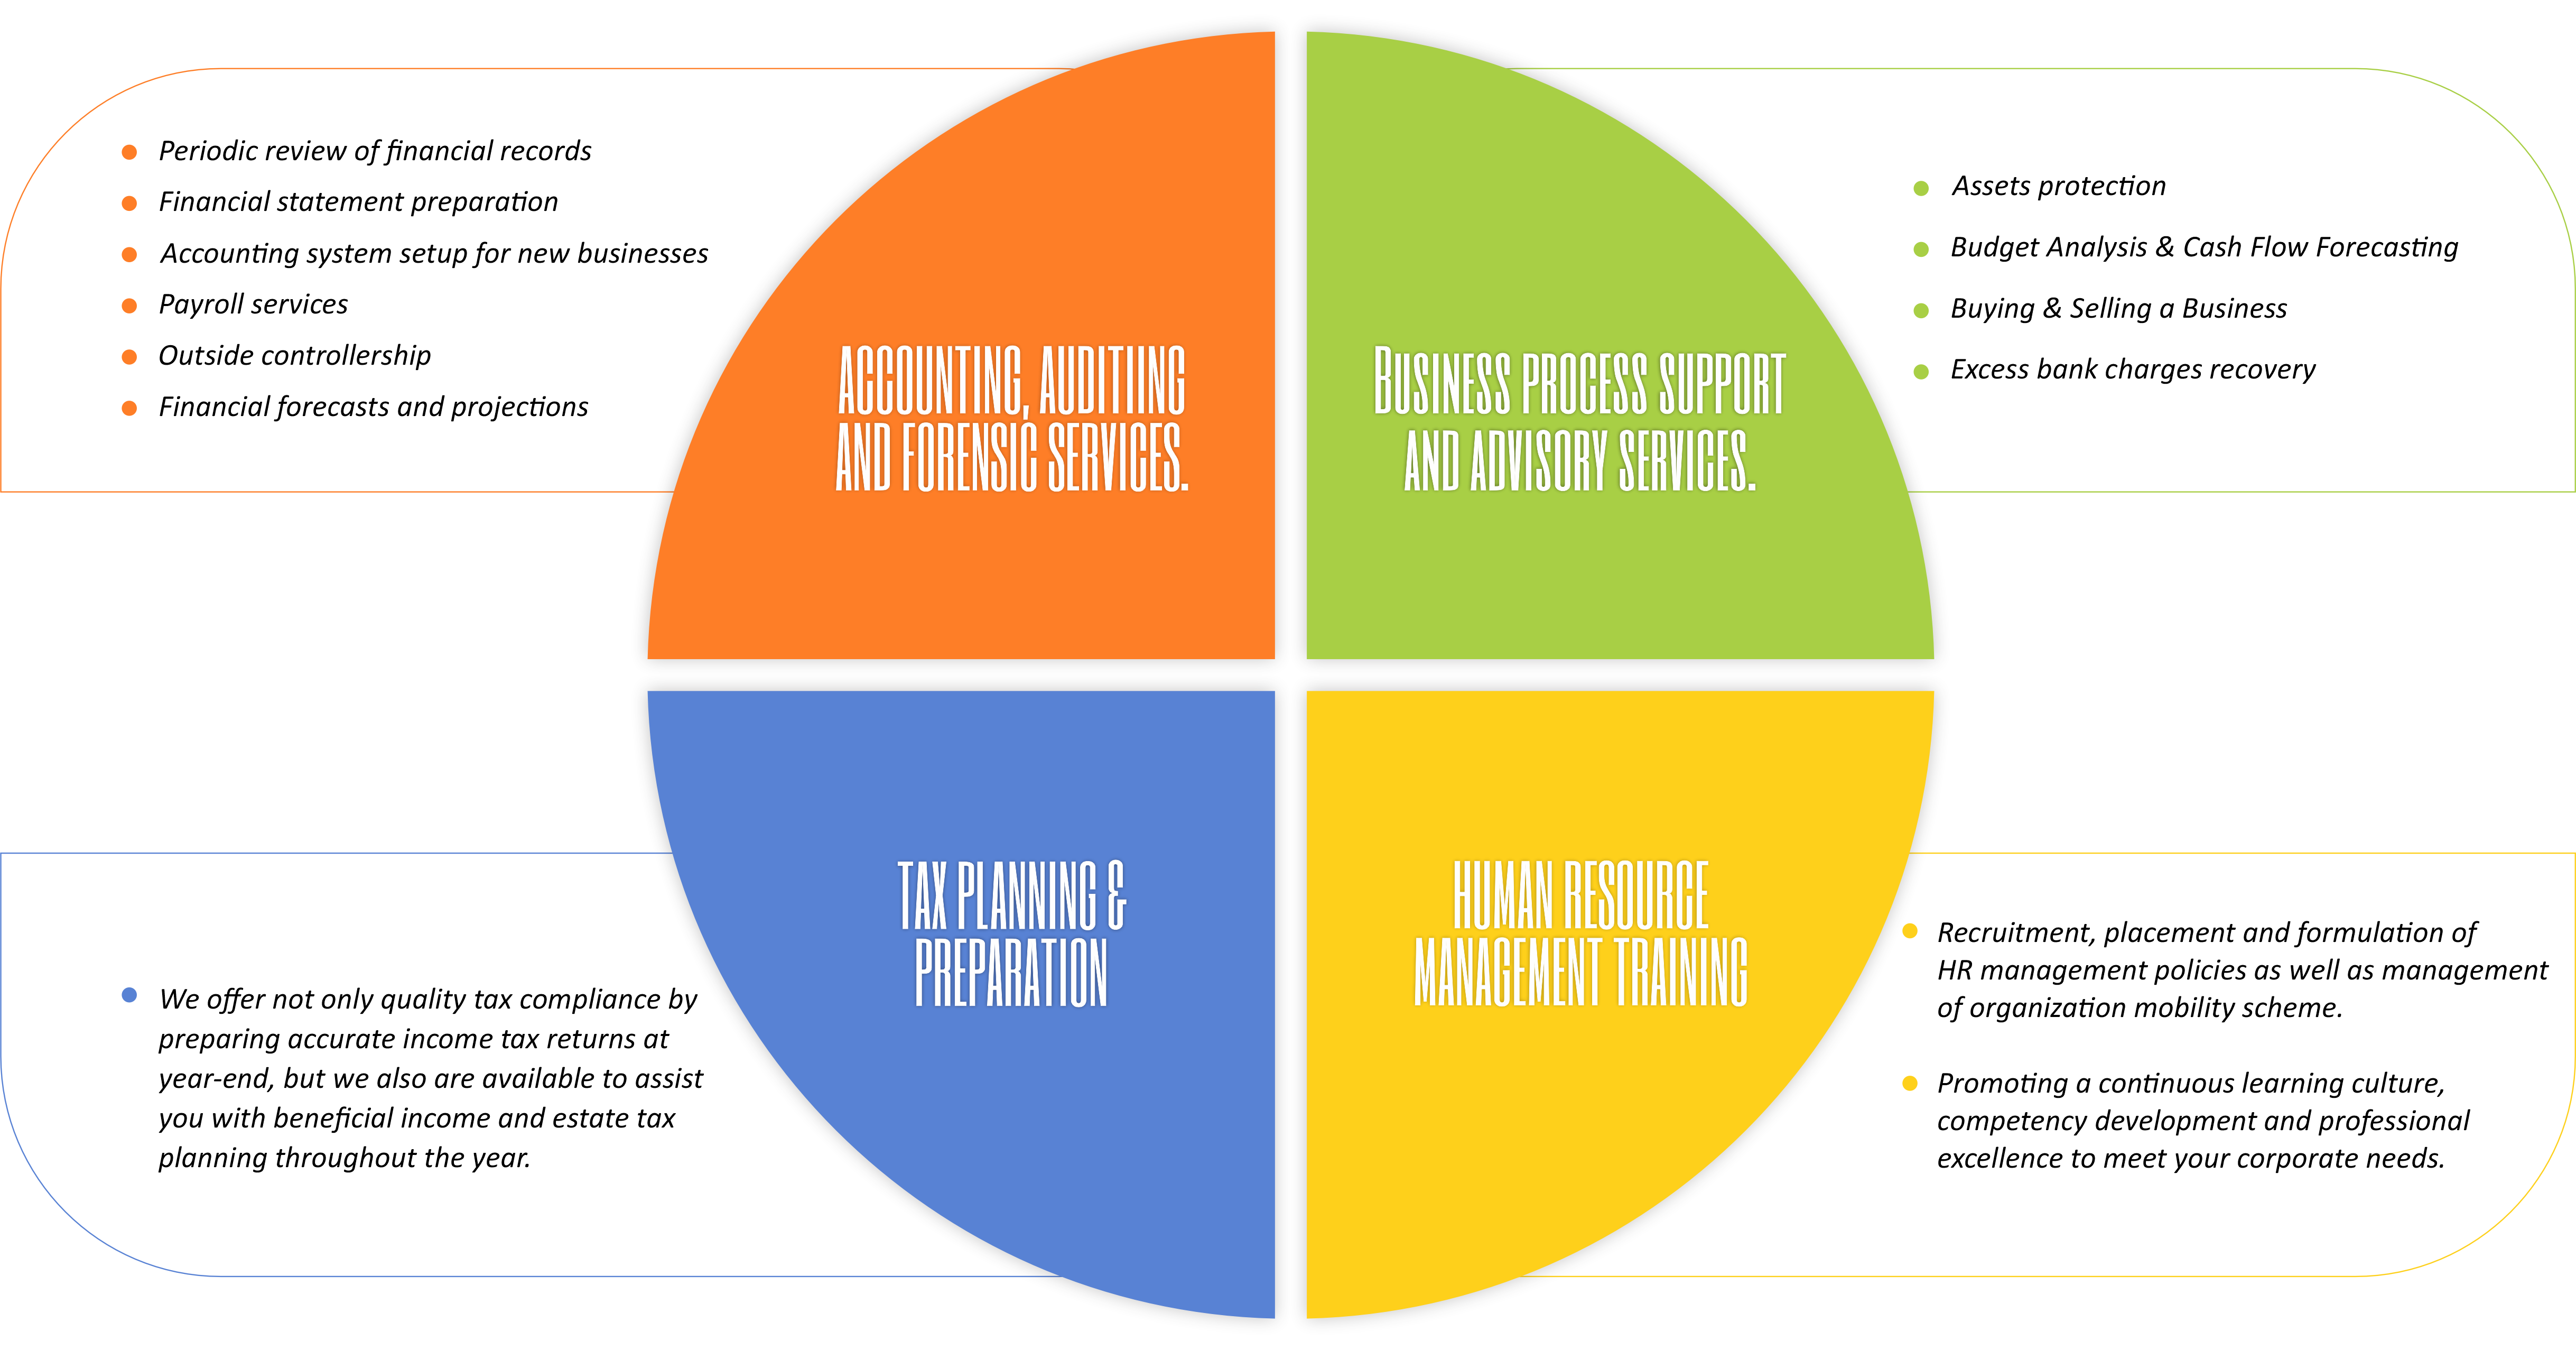 Periodic review of financial records
Financial statement preparation
Accounting system setup for new businesses
Payroll services
Outside controllership
Financial forecasts and projections
ACCOUNTING, AUDITIING
AND FORENSIC SERVICES.
BUSINESS PROCESS SUPPORT
AND ADVISORY SERVICES.
Assets protection
Budget Analysis & Cash Flow Forecasting
Buying & Selling a Business
Excess bank charges recovery
We offer not only quality tax compliance by
preparing accurate income tax returns at
year-end, but we also are available to assist
you with beneficial income and estate tax
planning throughout the year.
TAX PLANNING &
PREPARATION
HUMAN RESOURCE
MANAGEMENT TRAINING
Recruitment, placement and formulation of
HR management policies as well as management
of organization mobility scheme.
Promoting a continuous learning culture,
competency development and professional
excellence to meet your corporate needs.